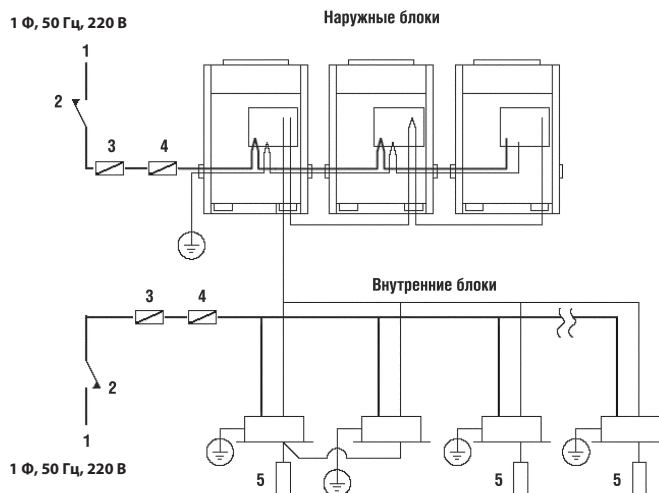 1 Ф, 50 Гц, 220 В
Наружные блоки
1
2
3 4
Внутренние блоки
3 4
2
1
5 5 5
1 Ф, 50 Гц, 220 В